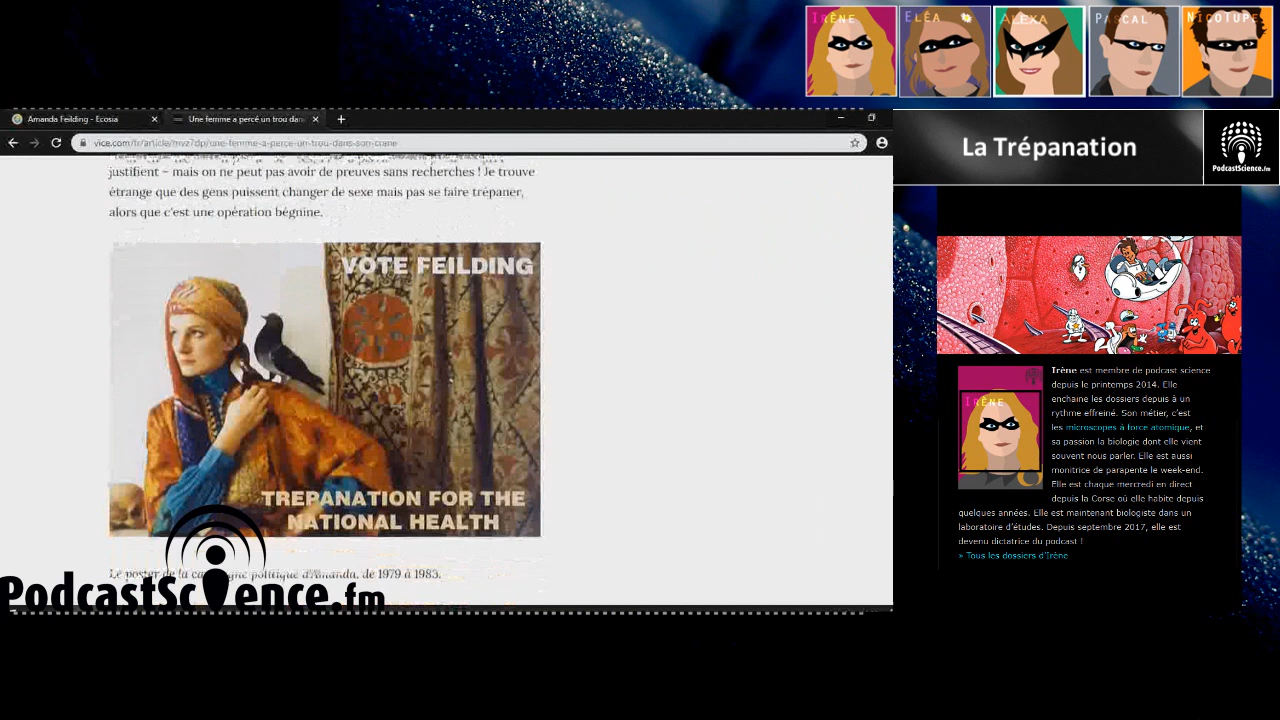 IRÈNE
ELÉA
ALEXA
PASCAL
NICOTUPE
Amanda Feilding - Ecosia
Une femme a percé un trou dan
vice.com/fr/article/mvz7dp/une-femme-a-perce-un-trou-dans-son-crane
justifient – mais on ne peut pas avoir de preuves sans recherches ! Je trouve
étrange que des gens puissent changer de sexe mais pas se faire trépaner,
alors que c'est une opération bégnine.
VOTE FEILDING
TREPANATION FOR THE
NATIONAL HEALTH
Le poster de la campagne politique d'Amanda, de 1979 à 1983.
PodcastScience.fm
La Trépanation
PodcastScience.fm
IRÈNE
Irène est membre de podcast science
depuis le printemps 2014. Elle
enchaine les dossiers depuis à un
rythme effreiné. Son métier, c'est
les microscopes à force atomique, et
sa passion la biologie dont elle vient
souvent nous parler. Elle est aussi
monitrice de parapente le week-end.
Elle est chaque mercredi en direct
depuis la Corse où elle habite depuis
quelques années. Elle est maintenant biologiste dans un
laboratoire d'études. Depuis septembre 2017, elle est
devenu dictatrice du podcast !
» Tous les dossiers d'Irène